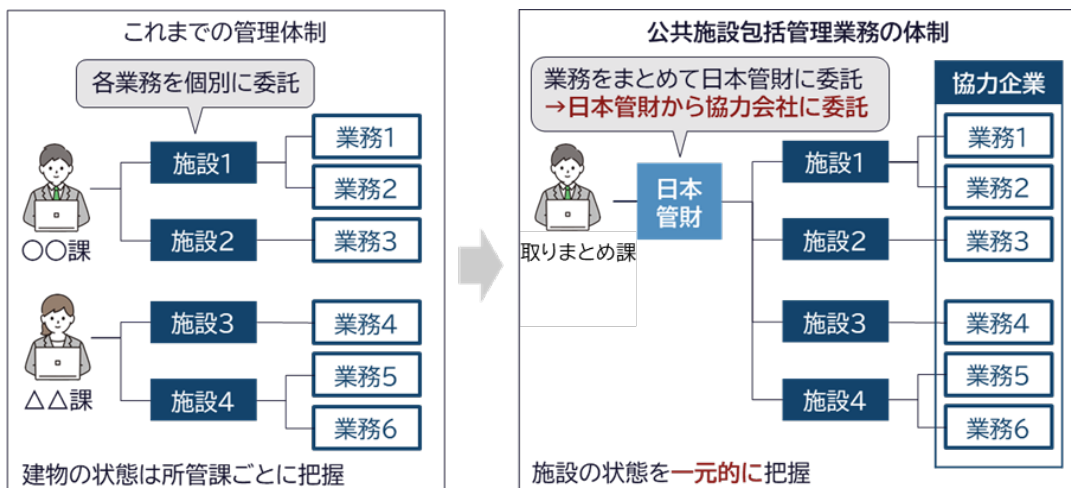 これまでの管理体制
各業務を個別に委託
施設1
業務1
業務2
施設2
業務3
〇〇課
施設3
業務4
施設4
業務5
業務6
△△課
建物の状態は所管課ごとに把握
公共施設包括管理業務の体制
業務をまとめて日本管財に委託
→日本管財から協力会社に委託
協力企業
取りまとめ課
日本
管財
施設1
業務1
業務2
施設2
業務3
施設3
業務4
施設4
業務5
業務6
施設の状態を一元的に把握